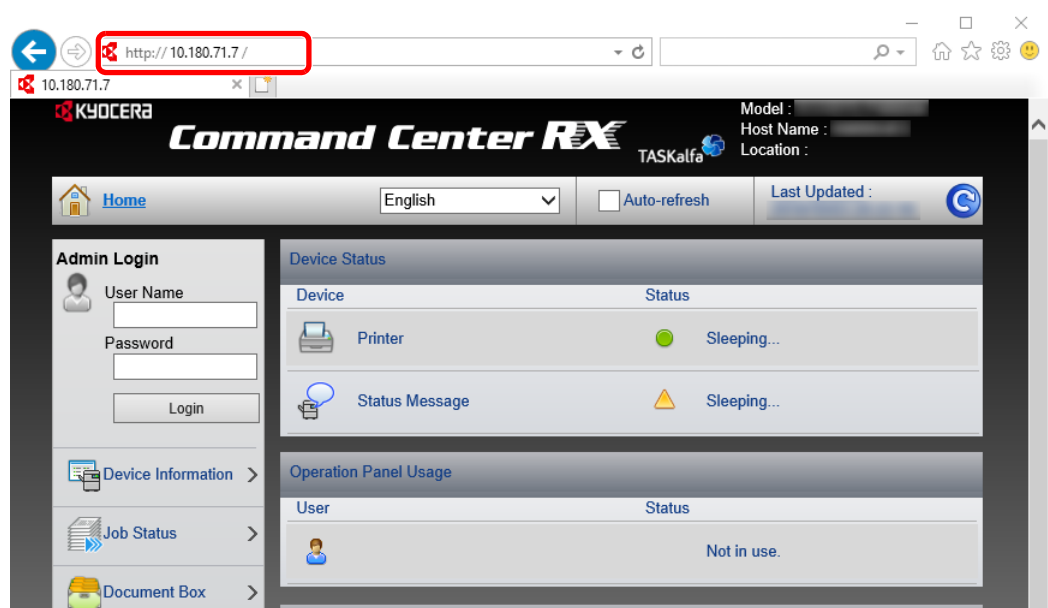 http:// 10.180.71.7 /
10.180.71.7
KYOCERA
Command Center RX
TASKalfa
Model :
Host Name :
Location :
Home
English
Auto-refresh
Last Updated :
Admin Login
User Name
Password
Login
Device Information
Job Status
Document Box
Device Status
Device Status
Printer Sleeping...
Status Message Sleeping...
Operation Panel Usage
User Status
Not in use.